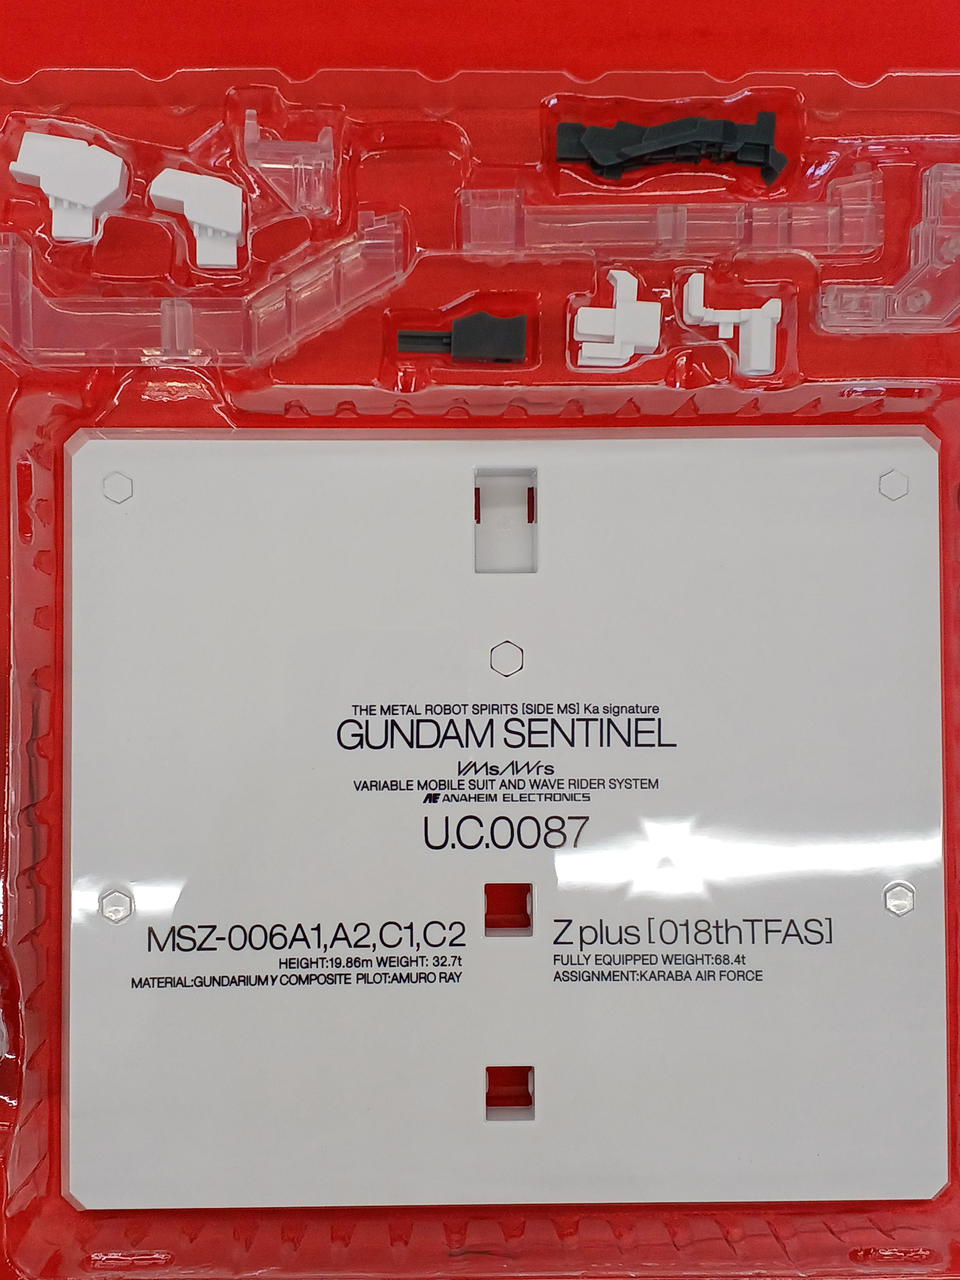 THE METAL ROBOT SPIRITS [SIDE MS] Ka signature
GUNDAM SENTINEL
VMsAWrs
VARIABLE MOBILE SUIT AND WAVE RIDER SYSTEM
AE ANAHEIM ELECTRONICS
U.C.0087
MSZ-006A1,A2,C1,C2
HEIGHT:19.86m WEIGHT: 32.7t
MATERIAL:GUNDARIUM γ COMPOSITE PILOT:AMURO RAY
Z plus [018thTFAS]
FULLY EQUIPPED WEIGHT:68.4t
ASSIGNMENT:KARABA AIR FORCE